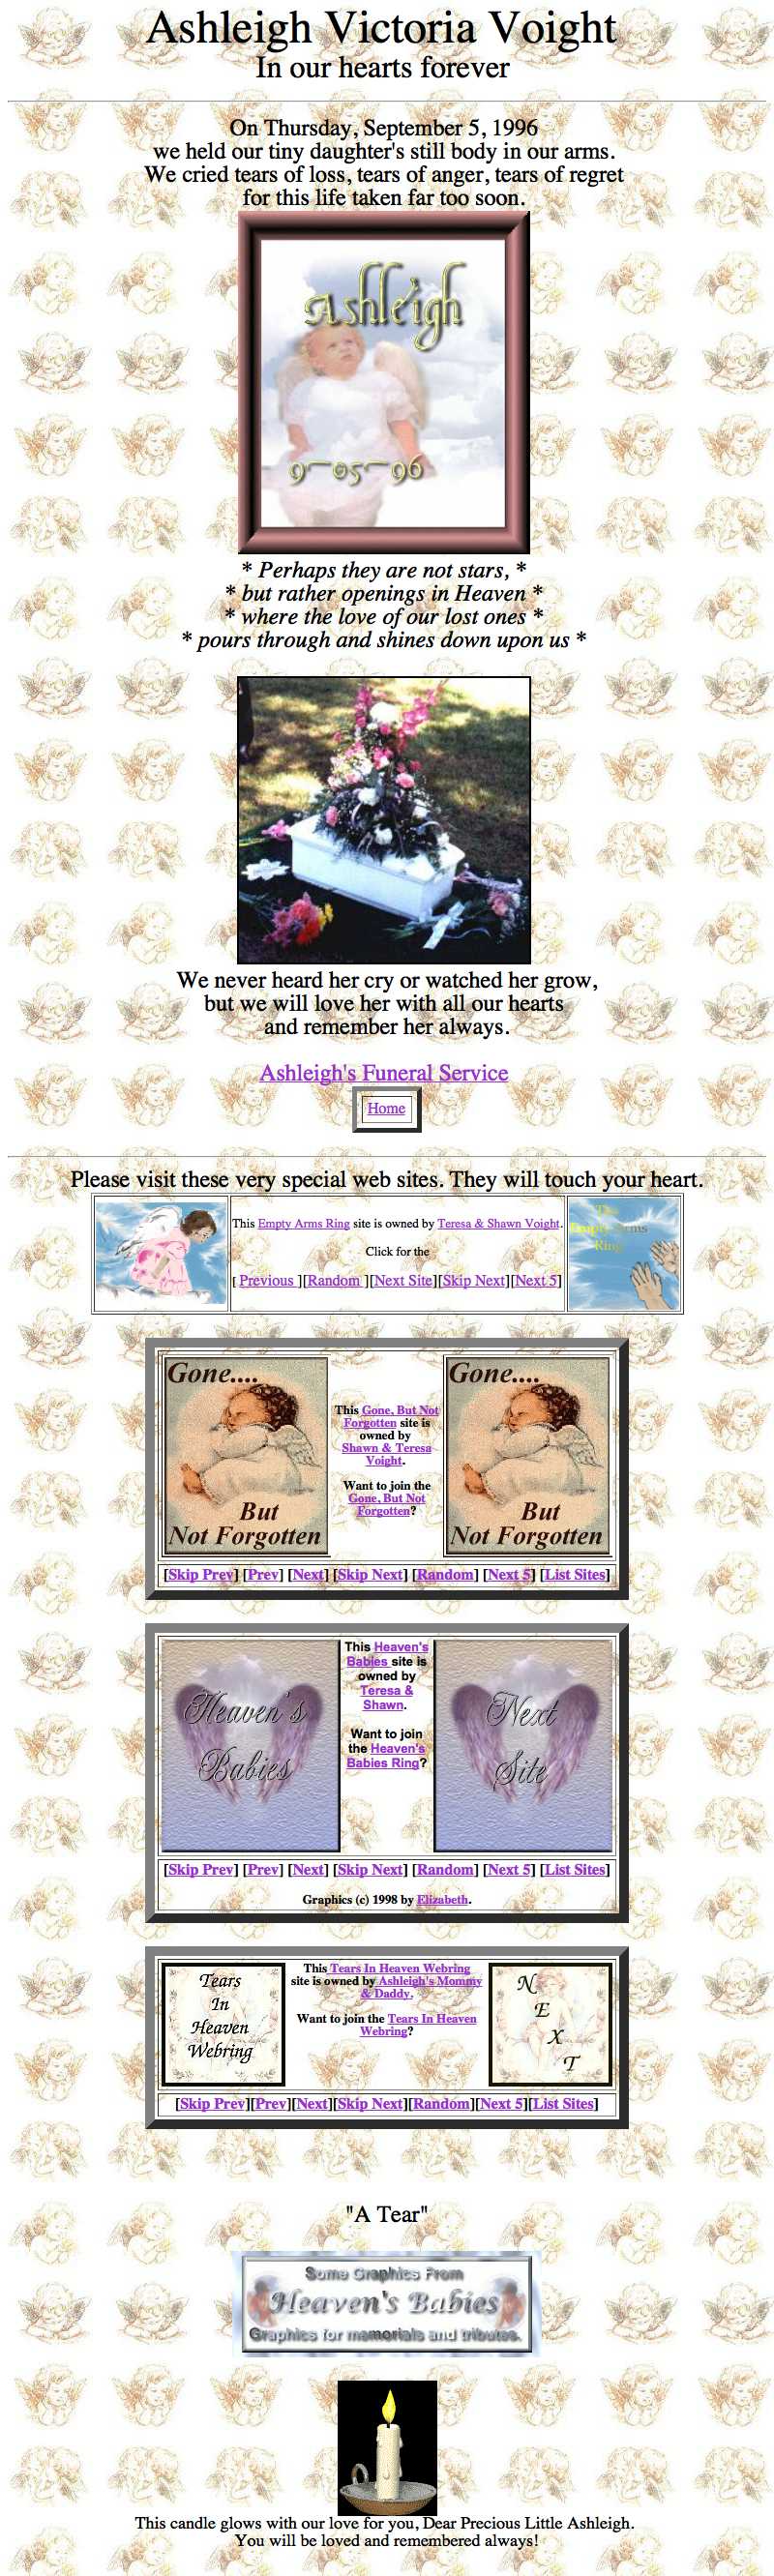 Ashleigh Victoria Voight
In our hearts forever
On Thursday, September 5, 1996
we held our tiny daughter's still body in our arms.
We cried tears of loss, tears of anger, tears of regret
for this life taken far too soon.
Ashleigh
9-05-96
* Perhaps they are not stars, *
* but rather openings in Heaven *
* where the love of our lost ones *
* pours through and shines down upon us *
We never heard her cry or watched her grow,
but we will love her with all our hearts
and remember her always.
Ashleigh's Funeral Service
Home
Please visit these very special web sites. They will touch your heart.
This Empty Arms Ring site is owned by Teresa & Shawn Voight.
Click for the
[ Previous ][Random ][Next Site][Skip Next][Next 5]
The
Empty Arms
Ring
Gone....
But
Not Forgotten
This Gone, But Not
Forgotten site is
owned by
Shawn & Teresa
Voight.
Want to join the
Gone, But Not
Forgotten?
Gone....
But
Not Forgotten
[Skip Prev] [Prev] [Next] [Skip Next] [Random] [Next 5] [List Sites]
Heaven's
Babies
This Heaven's
Babies site is
owned by
Teresa &
Shawn.
Want to join
the Heaven's
Babies Ring?
Next
Site
[Skip Prev] [Prev] [Next] [Skip Next] [Random] [Next 5] [List Sites]
Graphics (c) 1998 by Elizabeth.
Tears
In
Heaven
Webring
This Tears In Heaven Webring
site is owned by Ashleigh's Mommy
& Daddy.
Want to join the Tears In Heaven
Webring?
N
E
X
T
[Skip Prev][Prev][Next][Skip Next][Random][Next 5][List Sites]
"A Tear"
Some Graphics From
Heaven's Babies
Graphics for memorials and tributes.
This candle glows with our love for you, Dear Precious Little Ashleigh.
You will be loved and remembered always!